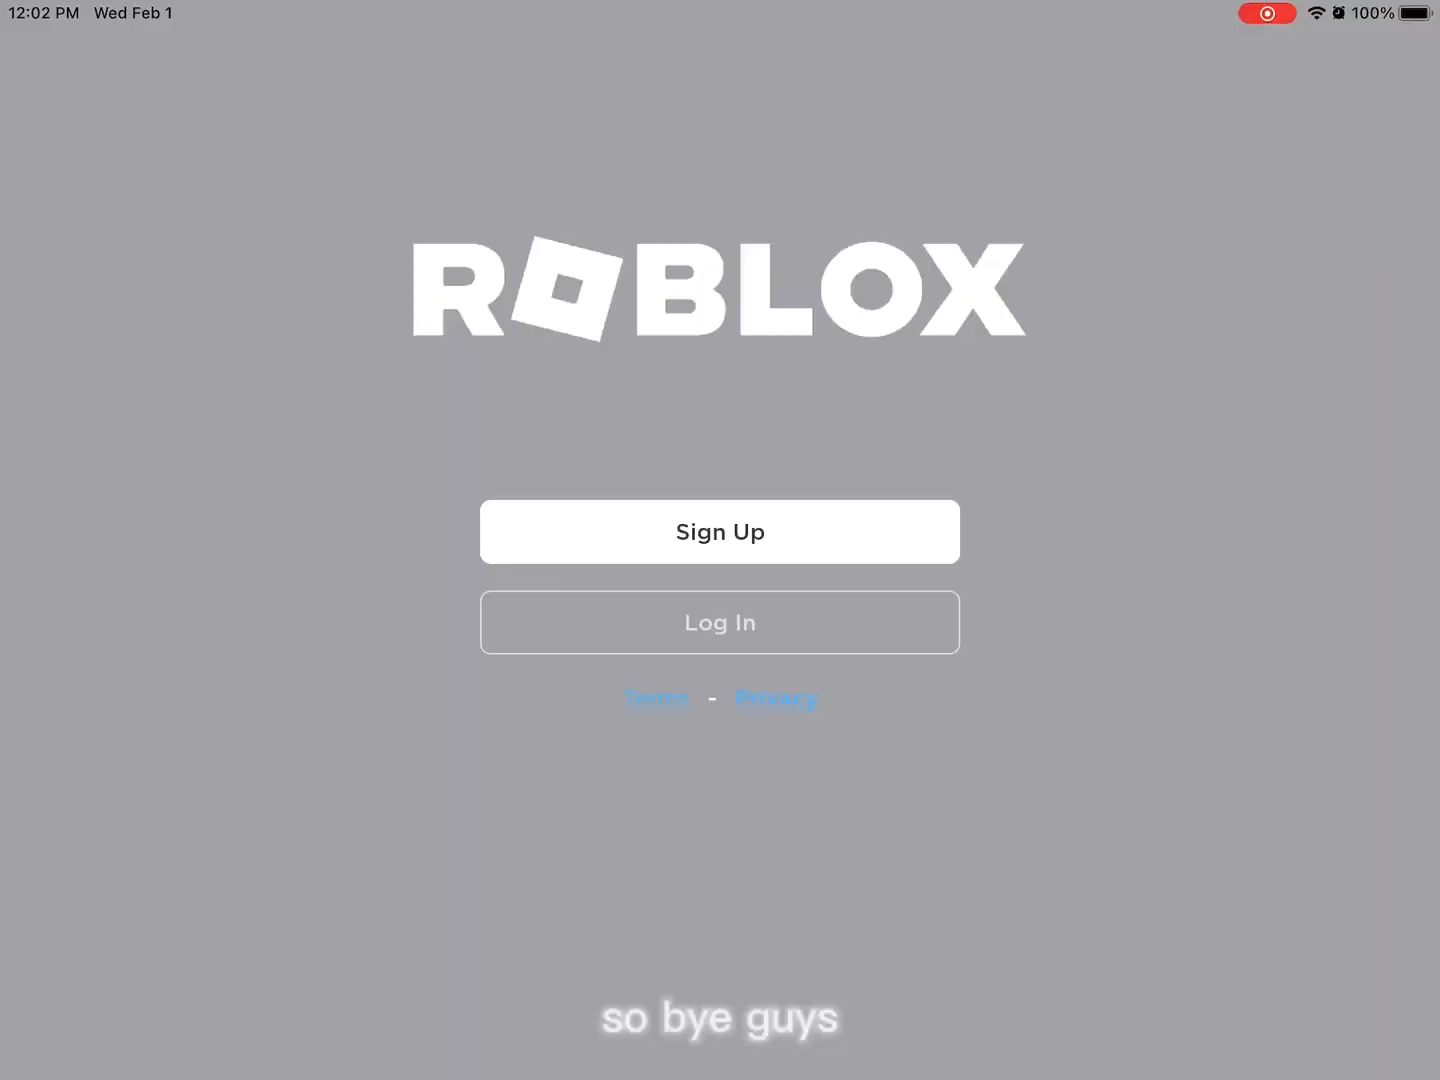 12:02 PM Wed Feb 1 100%
ROBLOX
Sign Up
Log In
Terms - Privacy
so bye guys